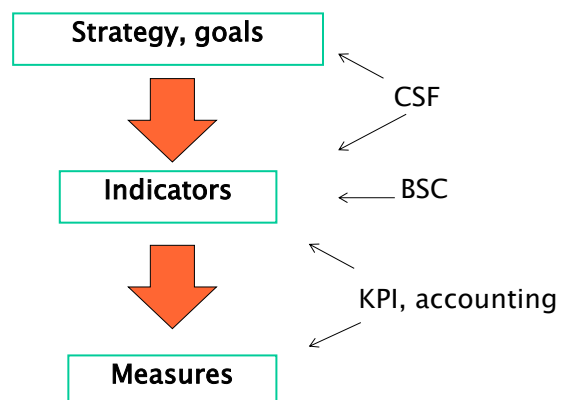 Strategy, goals
CSF
Indicators
BSC
KPI, accounting
Measures